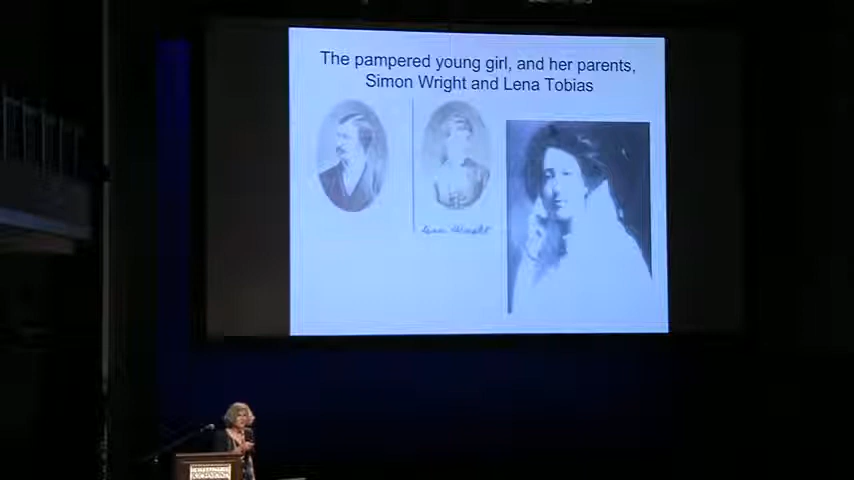 The pampered young girl, and her parents,
Simon Wright and Lena Tobias